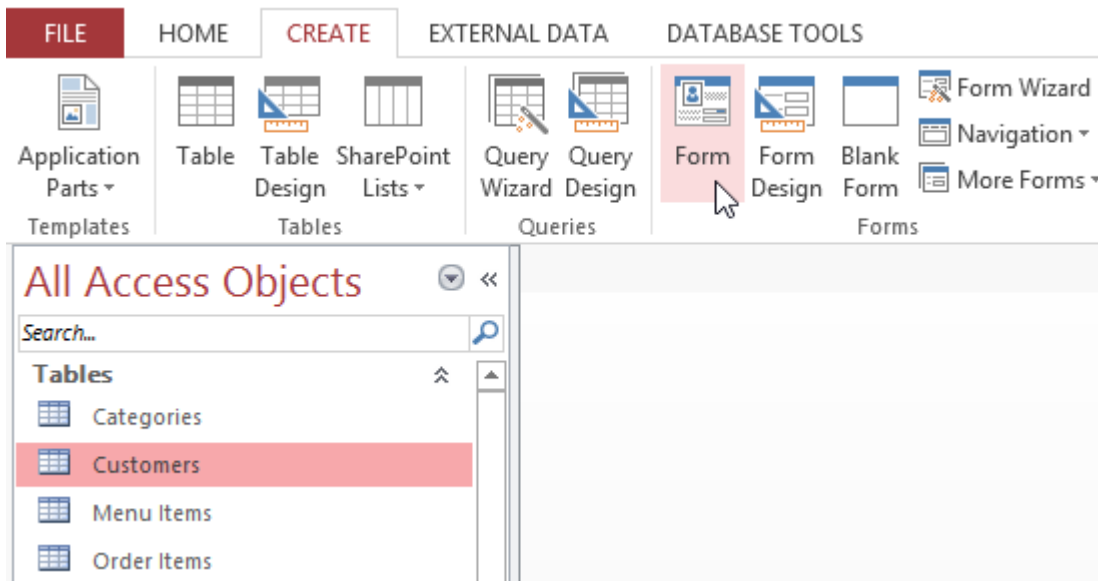 FILE HOME CREATE EXTERNAL DATA DATABASE TOOLS
Application Parts
Table
Table Design
SharePoint Lists
Query Wizard
Query Design
Form
Form Design
Blank Form
Form Wizard
Navigation
More Forms
Templates Tables Queries Forms
All Access Objects
Search...
Tables
Categories
Customers
Menu Items
Order Items